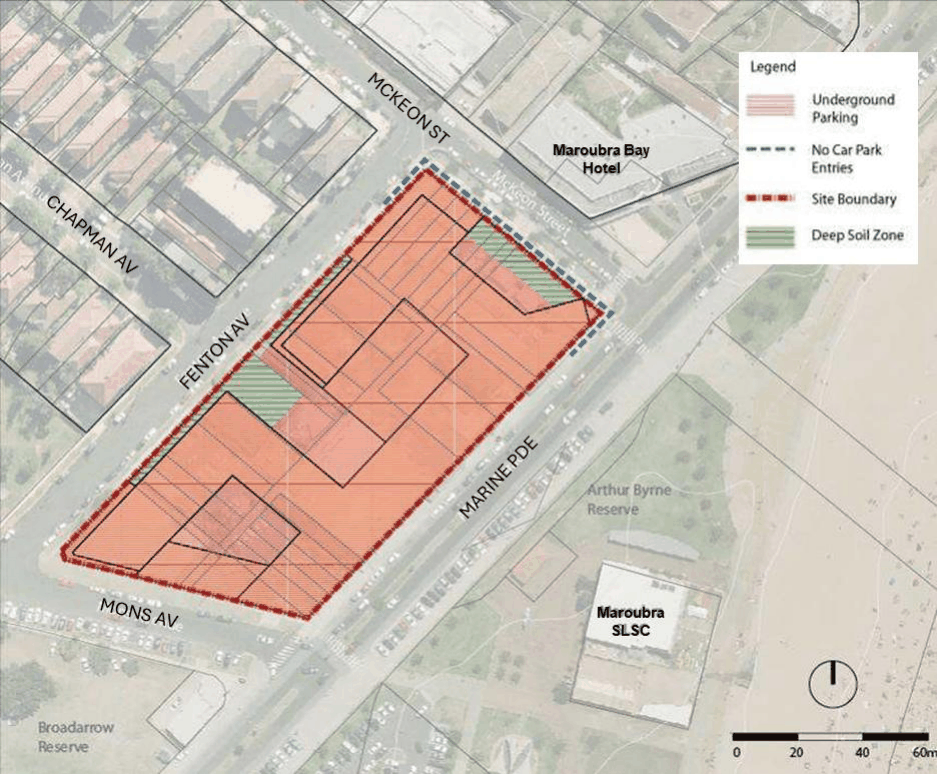 MCKEON ST
Legend
Underground
Parking
No Car Park
Entries
Site Boundary
Deep Soil Zone
Maroubra Bay
Hotel
McKeon Street
CHAPMAN AV
FENTON AV
MARINE PDE
Arthur Byrne
Reserve
MONS AV
Maroubra
SLSC
Broadarrow
Reserve
0 20 40 60m